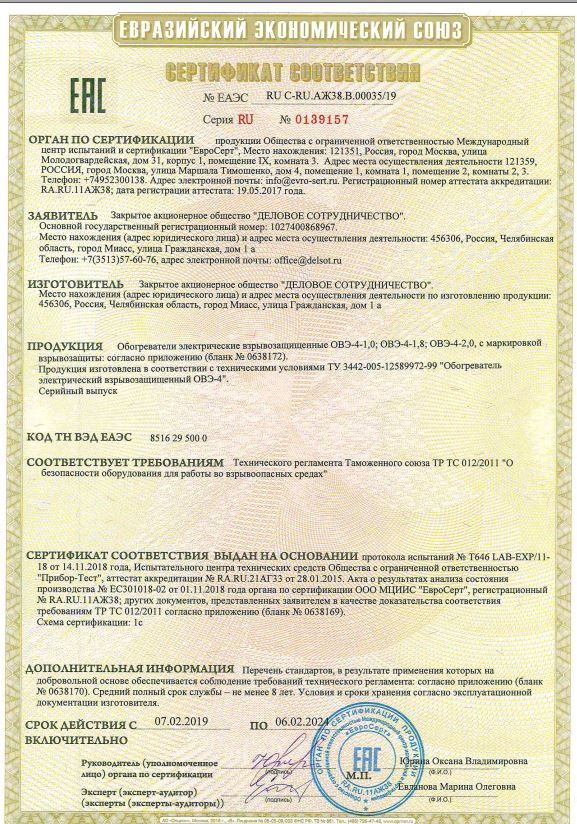 ЕВРАЗИЙСКИЙ ЭКОНОМИЧЕСКИЙ СОЮЗ
СЕРТИФИКАТ СООТВЕТСТВИЯ
ЕАС
№ ЕАЭС RU С-RU.АЖ38.В.00035/19
Серия RU № 0139157
ОРГАН ПО СЕРТИФИКАЦИИ продукции Общества с ограниченной ответственностью Международный
центр испытаний и сертификации "ЕвроСерт", Место нахождения: 121351, Россия, город Москва, улица
Молодогвардейская, дом 31, корпус 1, помещение IX, комната 3. Адрес места осуществления деятельности 121359,
РОССИЯ, город Москва, улица Маршала Тимошенко, дом 4, помещение 1, комната 1, помещение 2, комнаты 2, 3.
Телефон: +74952300138. Адрес электронной почты: info@evro-sert.ru. Регистрационный номер аттестата аккредитации:
RA.RU.11АЖ38; дата регистрации аттестата: 19.05.2017 года.
ЗАЯВИТЕЛЬ Закрытое акционерное общество "ДЕЛОВОЕ СОТРУДНИЧЕСТВО".
Основной государственный регистрационный номер: 1027400868967.
Место нахождения (адрес юридического лица) и адрес места осуществления деятельности: 456306, Россия, Челябинская
область, город Миасс, улица Гражданская, дом 1 а
Телефон: +7(3513)57-60-76, адрес электронной почты: office@delsot.ru
ИЗГОТОВИТЕЛЬ Закрытое акционерное общество "ДЕЛОВОЕ СОТРУДНИЧЕСТВО".
Место нахождения (адрес юридического лица) и адрес места осуществления деятельности по изготовлению продукции:
456306, Россия, Челябинская область, город Миасс, улица Гражданская, дом 1 а
ПРОДУКЦИЯ Обогреватели электрические взрывозащищенные ОВЭ-4-1,0; ОВЭ-4-1,8; ОВЭ-4-2,0, с маркировкой
взрывозащиты: согласно приложению (бланк № 0638172).
Продукция изготовлена в соответствии с техническими условиями ТУ 3442-005-12589972-99 "Обогреватель
электрический взрывозащищенный ОВЭ-4".
Серийный выпуск
КОД ТН ВЭД ЕАЭС 8516 29 500 0
СООТВЕТСТВУЕТ ТРЕБОВАНИЯМ Технического регламента Таможенного союза ТР ТС 012/2011 "О
безопасности оборудования для работы во взрывоопасных средах"
СЕРТИФИКАТ СООТВЕТСТВИЯ ВЫДАН НА ОСНОВАНИИ протокола испытаний № Т646 LAB-EXP/11-
18 от 14.11.2018 года, Испытательного центра технических средств Общества с ограниченной ответственностью
"Прибор-Тест", аттестат аккредитации № RA.RU.21АГ33 от 28.01.2015. Акта о результатах анализа состояния
производства № ЕС301018-02 от 01.11.2018 года органа по сертификации ООО МЦИИС "ЕвроСерт", регистрационный
№ RA.RU.11АЖ38; других документов, представленных заявителем в качестве доказательства соответствия
требованиям ТР ТС 012/2011 согласно приложению (бланк № 0638169).
Схема сертификации: 1с
ДОПОЛНИТЕЛЬНАЯ ИНФОРМАЦИЯ Перечень стандартов, в результате применения которых на
добровольной основе обеспечивается соблюдение требований технического регламента: согласно приложению (бланк
№ 0638170). Средний полный срок службы – не менее 8 лет. Условия и сроки хранения согласно эксплуатационной
документации изготовителя.
СРОК ДЕЙСТВИЯ С 07.02.2019 ПО 06.02.2024
ВКЛЮЧИТЕЛЬНО
Руководитель (уполномоченное
лицо) органа по сертификации (подпись) М.П. Юрина Оксана Владимировна (Ф.И.О.)
Эксперт (эксперт-аудитор)
(эксперты (эксперты-аудиторы)) (подпись) Евланова Марина Олеговна (Ф.И.О.)
ОРГАН ПО СЕРТИФИКАЦИИ ПРОДУКЦИИ
«ЕвроСерт»
ЕАС
RA.RU.11АЖ38